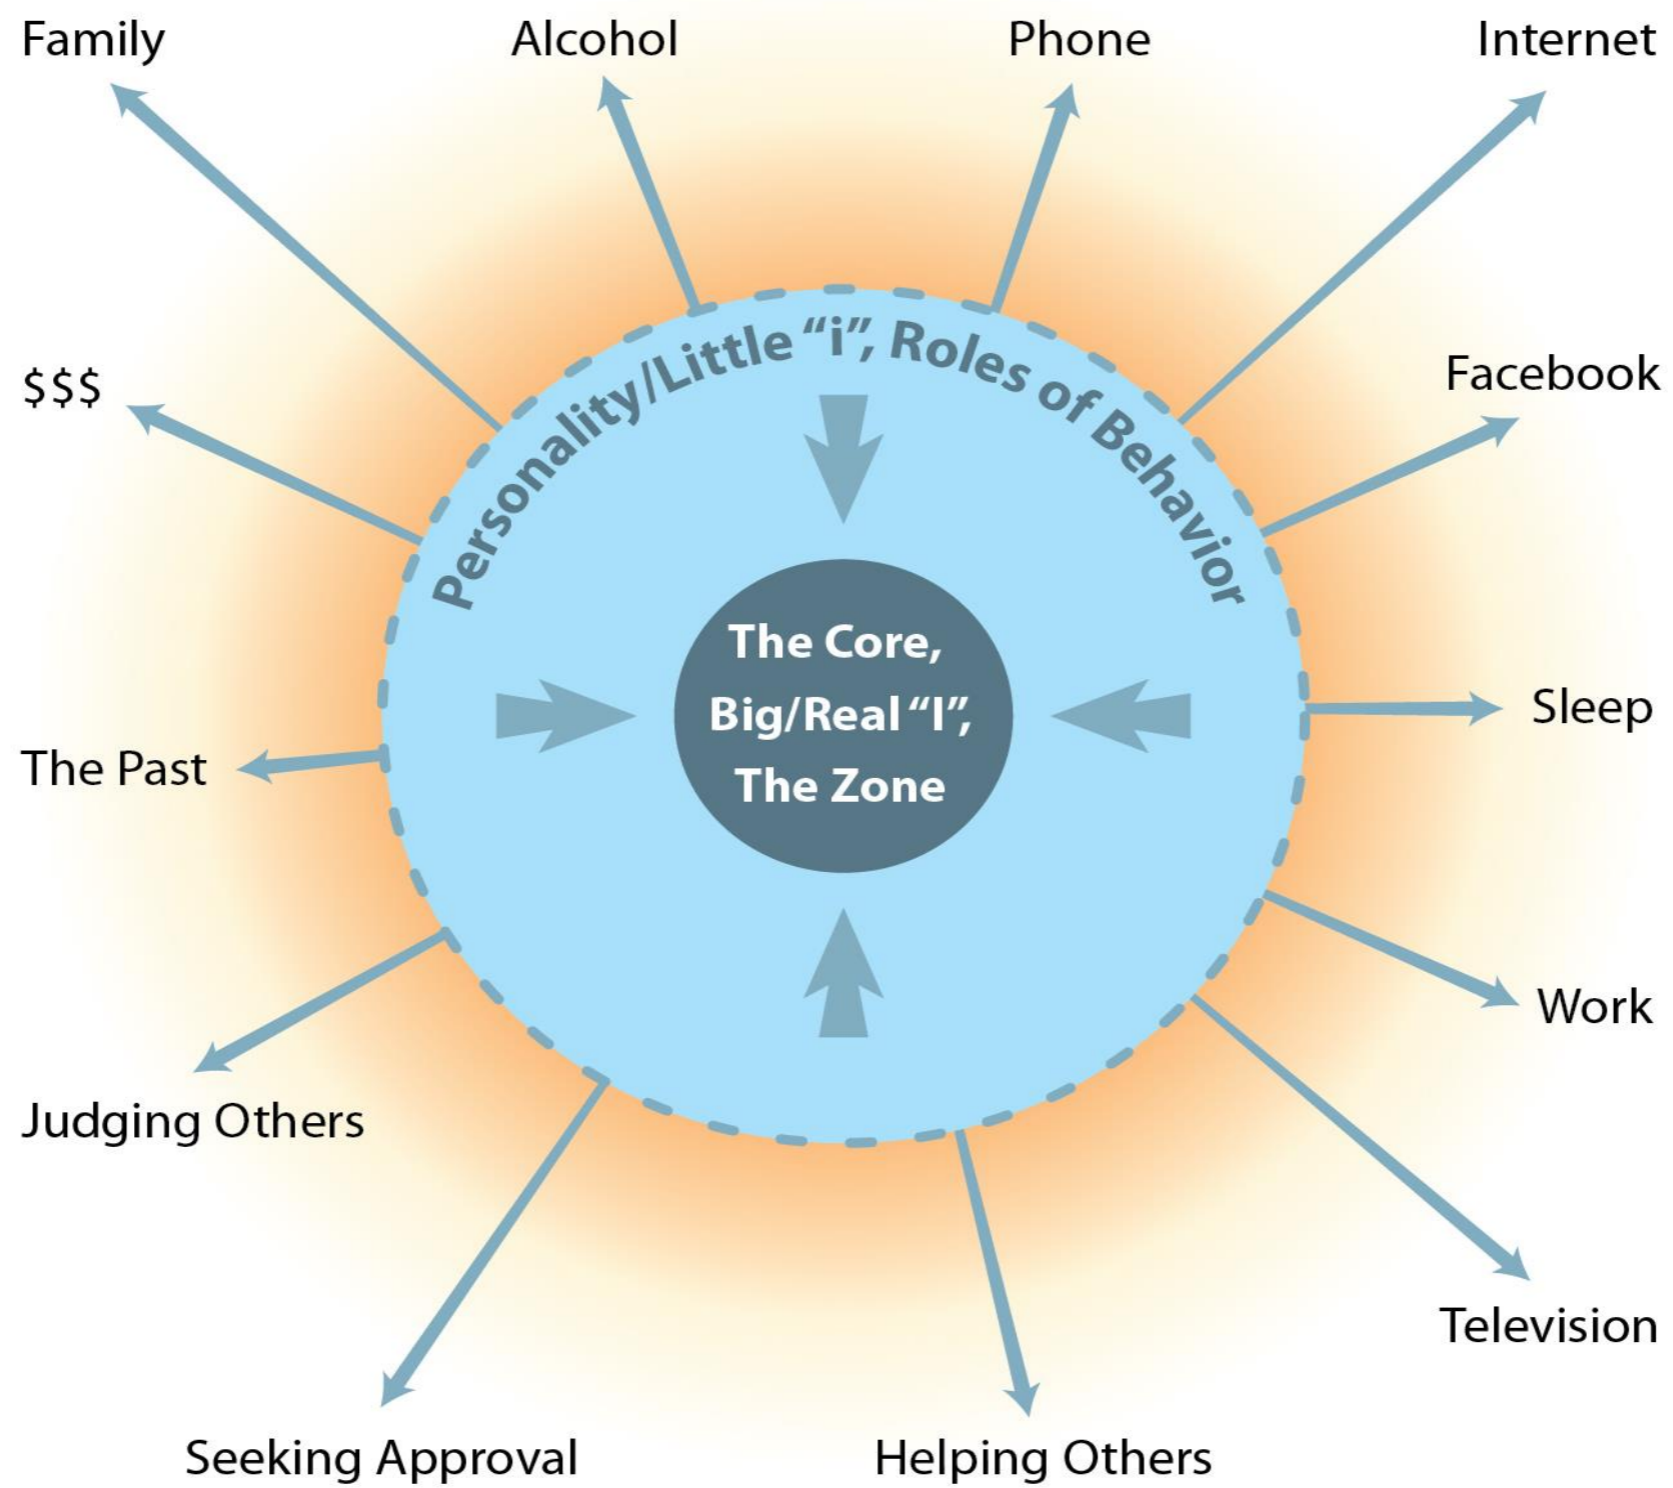 Family
Alcohol
Phone
Internet
$$$
Facebook
Personality/Little “i”, Roles of Behavior
The Core,
Big/Real “I”,
The Zone
Sleep
The Past
Work
Judging Others
Television
Seeking Approval
Helping Others